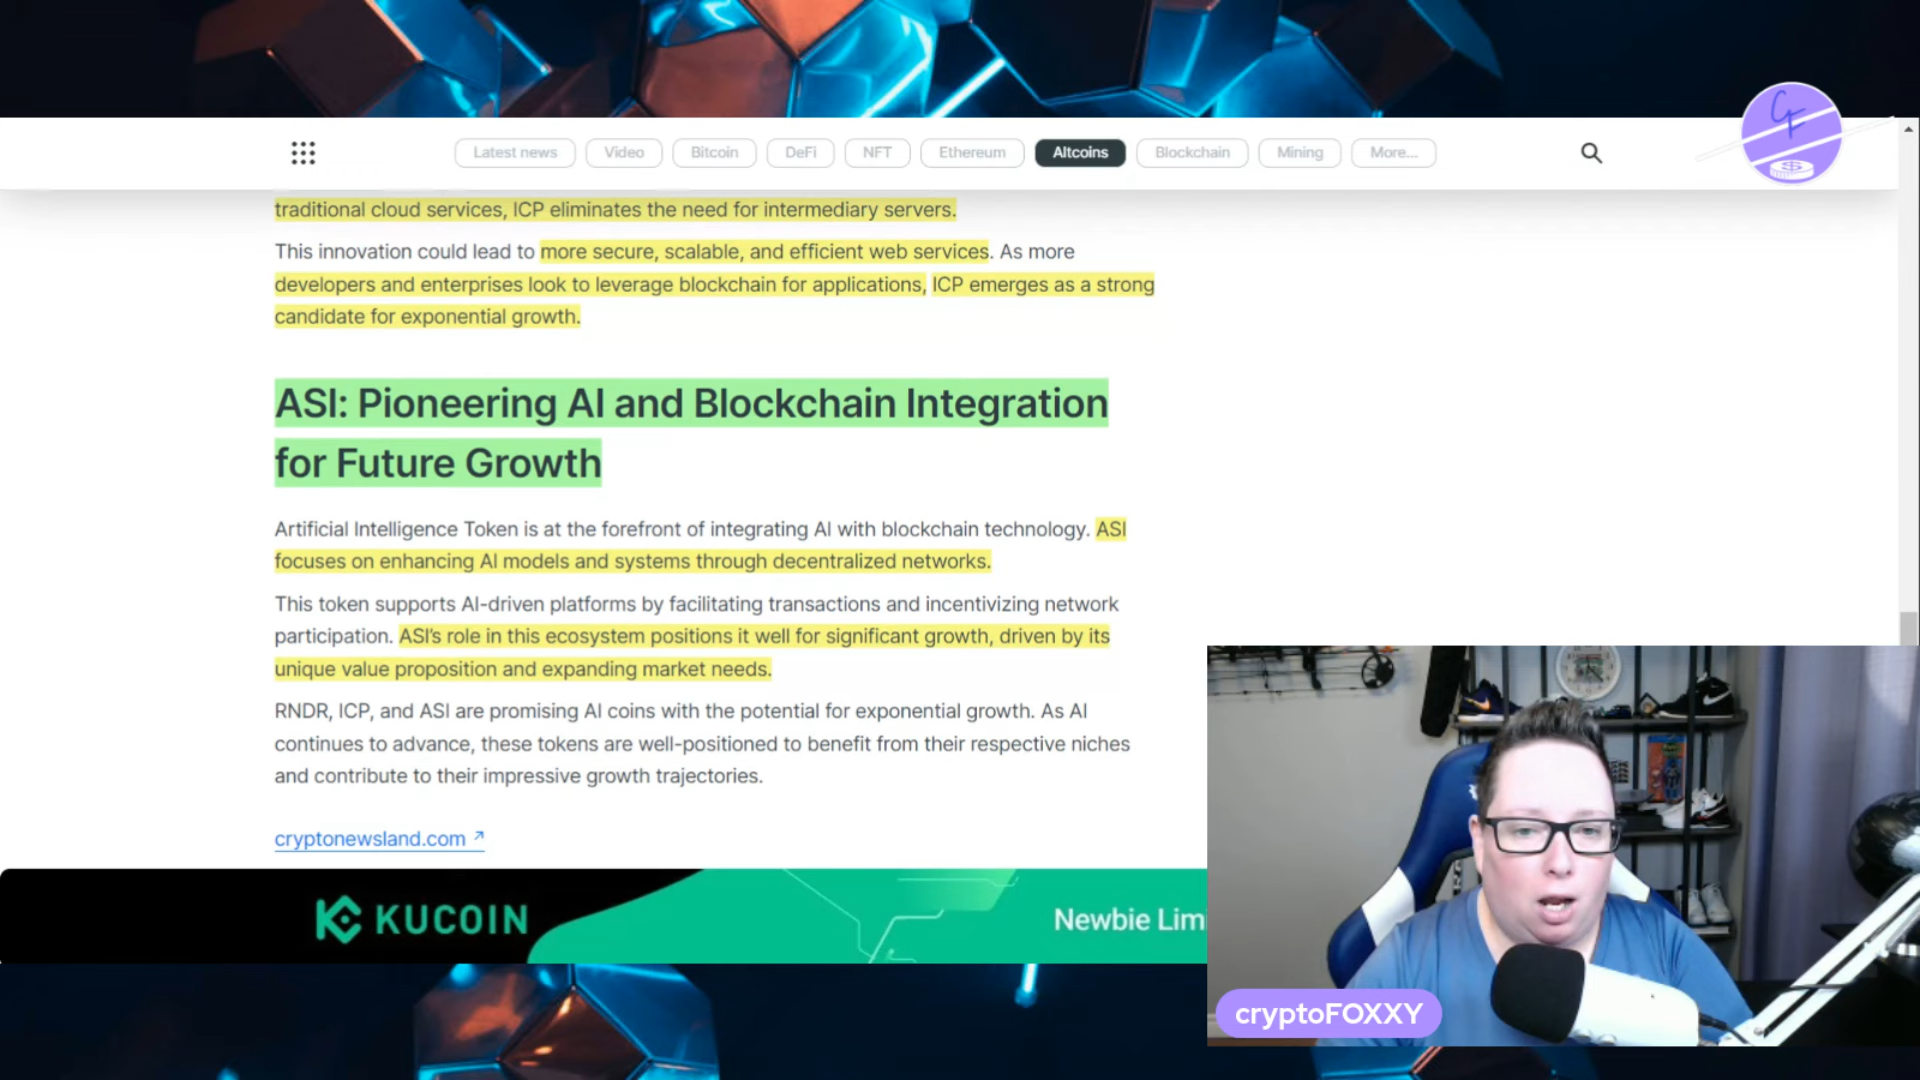 Latest news Video Bitcoin DeFi NFT Ethereum Altcoins Blockchain Mining More...
CF
$
traditional cloud services, ICP eliminates the need for intermediary servers.
This innovation could lead to more secure, scalable, and efficient web services. As more
developers and enterprises look to leverage blockchain for applications, ICP emerges as a strong
candidate for exponential growth.
ASI: Pioneering AI and Blockchain Integration
for Future Growth
Artificial Intelligence Token is at the forefront of integrating AI with blockchain technology. ASI
focuses on enhancing AI models and systems through decentralized networks.
This token supports AI-driven platforms by facilitating transactions and incentivizing network
participation. ASI's role in this ecosystem positions it well for significant growth, driven by its
unique value proposition and expanding market needs.
RNDR, ICP, and ASI are promising AI coins with the potential for exponential growth. As AI
continues to advance, these tokens are well-positioned to benefit from their respective niches
and contribute to their impressive growth trajectories.
cryptonewsland.com
KUCOIN
Newbie Limi
cryptoFOXXY